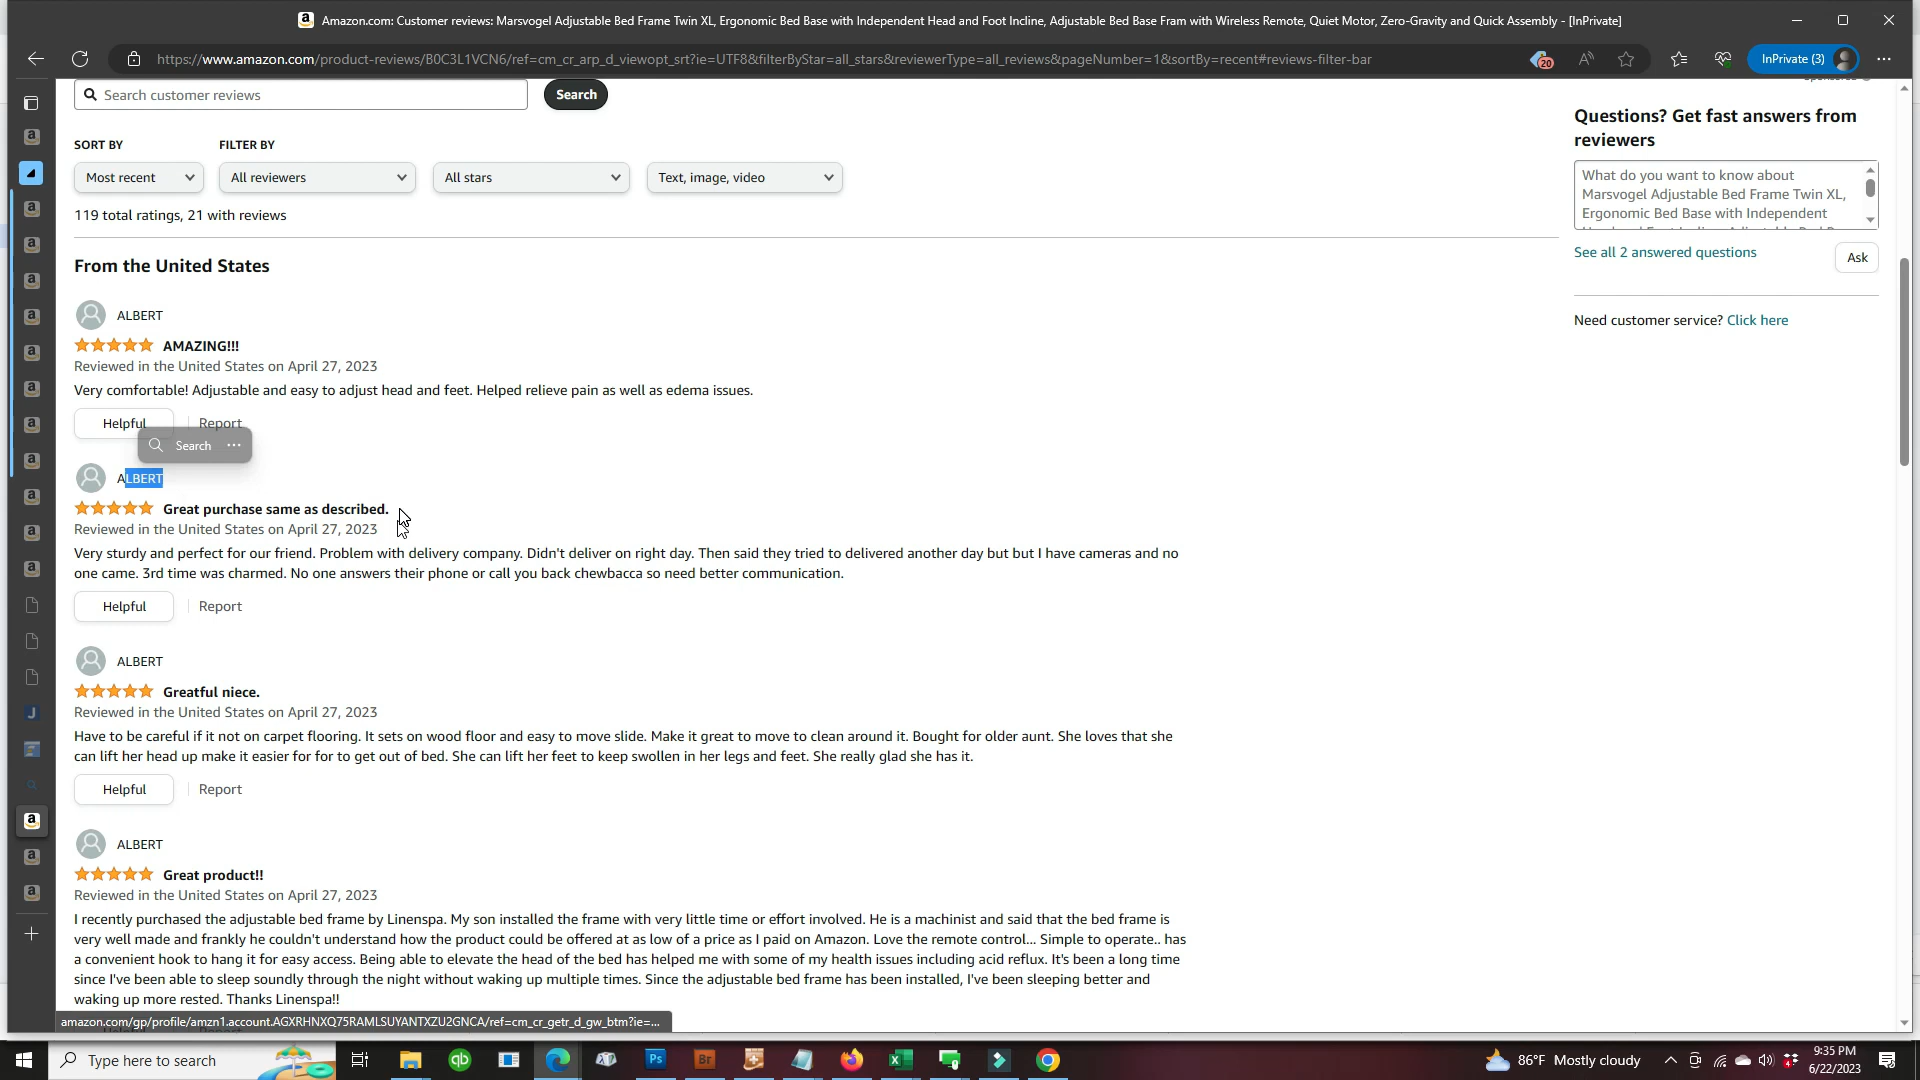 Amazon.com: Customer reviews: Marsvogel Adjustable Bed Frame Twin XL, Ergonomic Bed Base with Independent Head and Foot Incline, Adjustable Bed Base Fram with Wireless Remote, Quiet Motor, Zero-Gravity and Quick Assembly - [InPrivate]
https://www.amazon.com/product-reviews/B0C3L1VCN6/ref=cm_cr_arp_d_viewopt_srt?ie=UTF8&filterByStar=all_stars&reviewerType=all_reviews&pageNumber=1&sortBy=recent#reviews-filter-bar
20
InPrivate (3)
Search customer reviews
Search
SORT BY
FILTER BY
Most recent
All reviewers
All stars
Text, image, video
119 total ratings, 21 with reviews
From the United States
ALBERT
AMAZING!!!
Reviewed in the United States on April 27, 2023
Very comfortable! Adjustable and easy to adjust head and feet. Helped relieve pain as well as edema issues.
Helpful
Report
Search
ALBERT
Great purchase same as described.
Reviewed in the United States on April 27, 2023
Very sturdy and perfect for our friend. Problem with delivery company. Didn't deliver on right day. Then said they tried to delivered another day but but I have cameras and no
one came. 3rd time was charmed. No one answers their phone or call you back chewbacca so need better communication.
Helpful
Report
ALBERT
Greatful niece.
Reviewed in the United States on April 27, 2023
Have to be careful if it not on carpet flooring. It sets on wood floor and easy to move slide. Make it great to move to clean around it. Bought for older aunt. She loves that she
can lift her head up make it easier for for to get out of bed. She can lift her feet to keep swollen in her legs and feet. She really glad she has it.
Helpful
Report
ALBERT
Great product!!
Reviewed in the United States on April 27, 2023
I recently purchased the adjustable bed frame by Linenspa. My son installed the frame with very little time or effort involved. He is a machinist and said that the bed frame is
very well made and frankly he couldn't understand how the product could be offered at as low of a price as I paid on Amazon. Love the remote control... Simple to operate.. has
a convenient hook to hang it for easy access. Being able to elevate the head of the bed has helped me with some of my health issues including acid reflux. It's been a long time
since I've been able to sleep soundly through the night without waking up multiple times. Since the adjustable bed frame has been installed, I've been sleeping better and
waking up more rested. Thanks Linenspa!!
amazon.com/gp/profile/amzn1.account.AGXRHNXQ75RAMLSUYANTXZU2GNCA/ref=cm_cr_getr_d_gw_btm?ie=...
Questions? Get fast answers from
reviewers
What do you want to know about
Marsvogel Adjustable Bed Frame Twin XL,
Ergonomic Bed Base with Independent
See all 2 answered questions
Ask
Need customer service? Click here
Type here to search
86°F Mostly cloudy
9:35 PM
6/22/2023